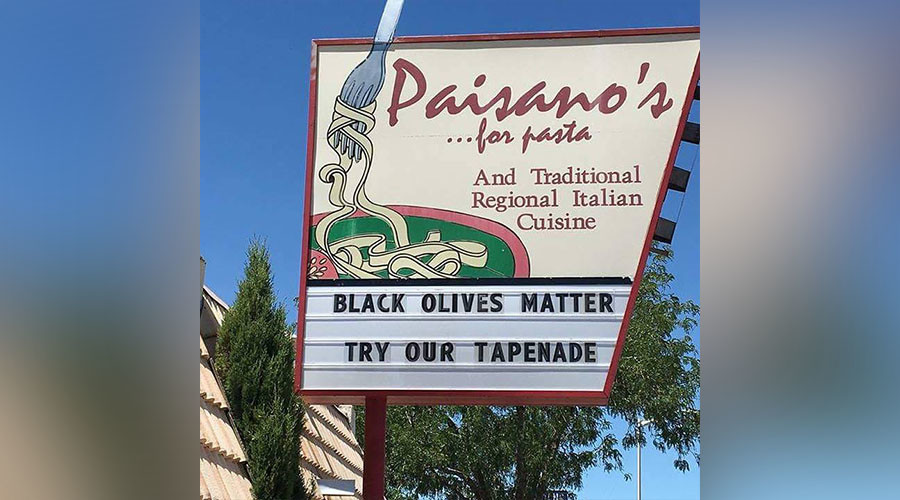 Paisano's
...for pasta
And Traditional
Regional Italian
Cuisine
BLACK OLIVES MATTER
TRY OUR TAPENADE